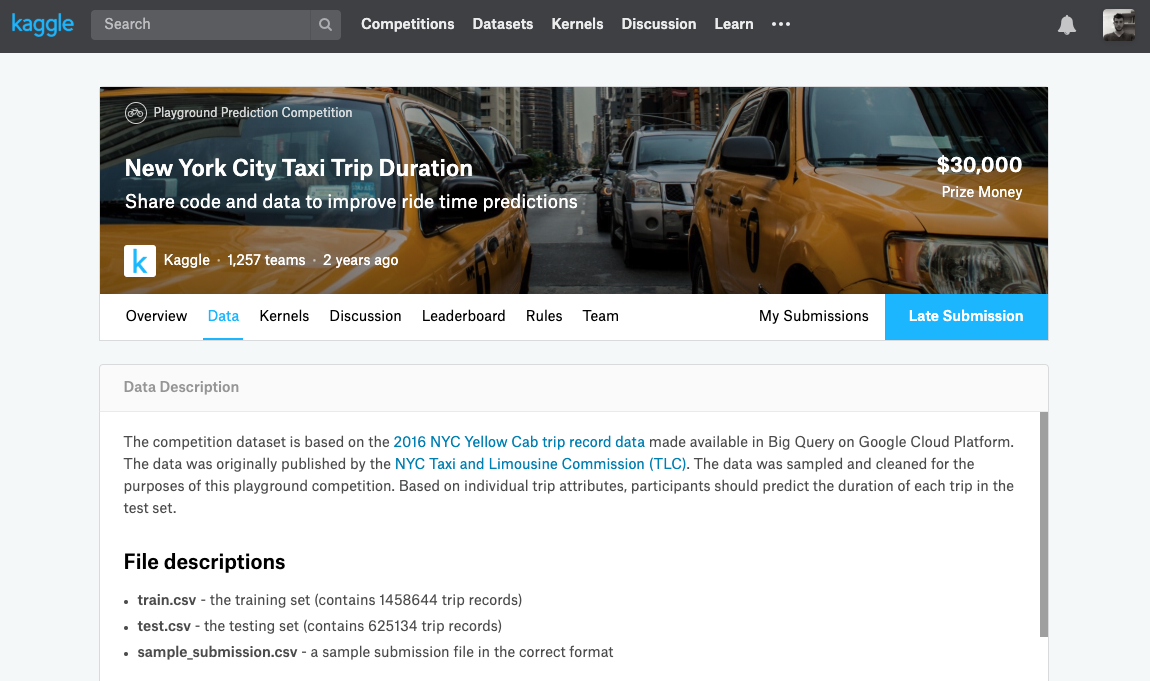 kaggle Search Competitions Datasets Kernels Discussion Learn •••
Playground Prediction Competition
New York City Taxi Trip Duration
$30,000
Share code and data to improve ride time predictions
Prize Money
k Kaggle · 1,257 teams · 2 years ago
Overview Data Kernels Discussion Leaderboard Rules Team My Submissions Late Submission
Data Description
The competition dataset is based on the 2016 NYC Yellow Cab trip record data made available in Big Query on Google Cloud Platform.
The data was originally published by the NYC Taxi and Limousine Commission (TLC). The data was sampled and cleaned for the
purposes of this playground competition. Based on individual trip attributes, participants should predict the duration of each trip in the
test set.
File descriptions
• train.csv - the training set (contains 1458644 trip records)
• test.csv - the testing set (contains 625134 trip records)
• sample_submission.csv - a sample submission file in the correct format